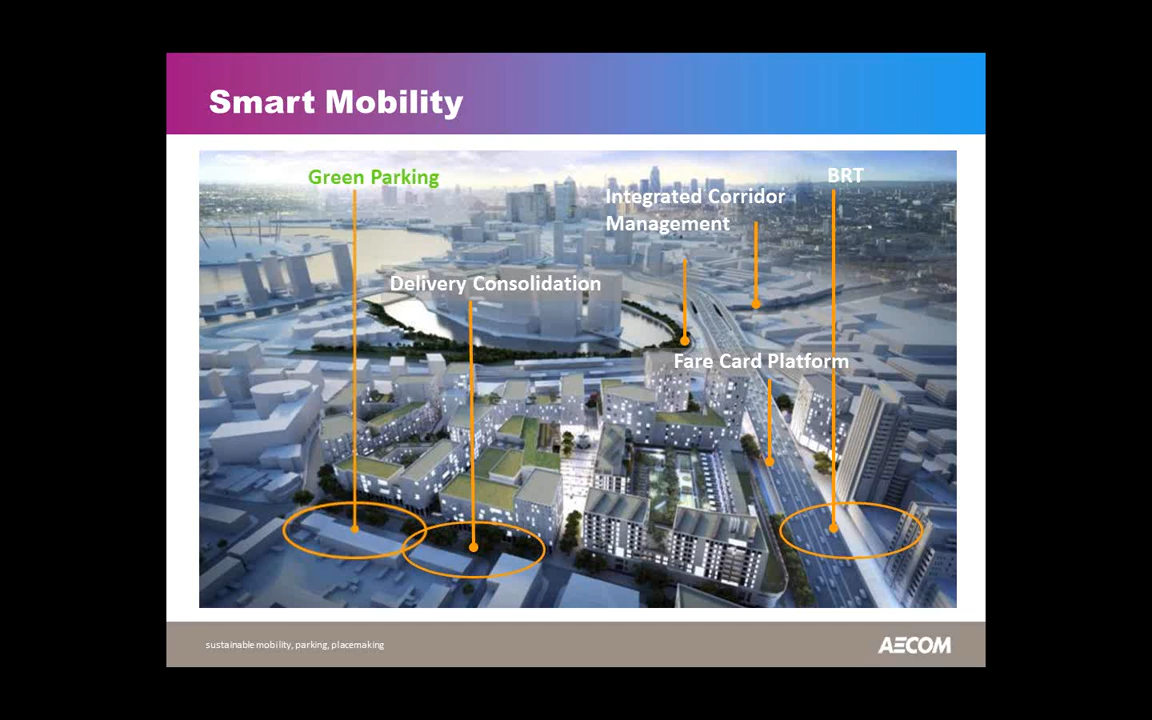 Smart Mobility
Green Parking
BRT
Integrated Corridor
Management
Delivery Consolidation
Fare Card Platform
sustainable mobility, parking, placemaking
AECOM